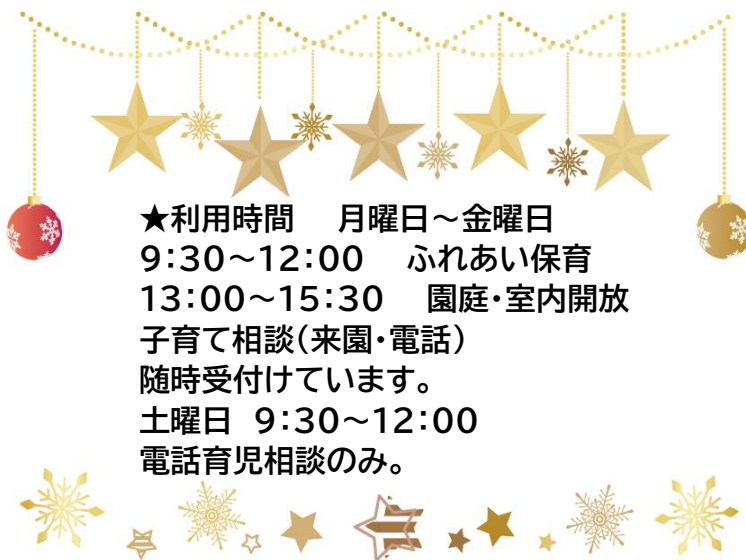 ★利用時間　月曜日～金曜日
9：30～12：00　ふれあい保育
13：00～15：30　園庭・室内開放
子育て相談（来園・電話）
随時受付けています。
土曜日 9：30～12：00
電話育児相談のみ。